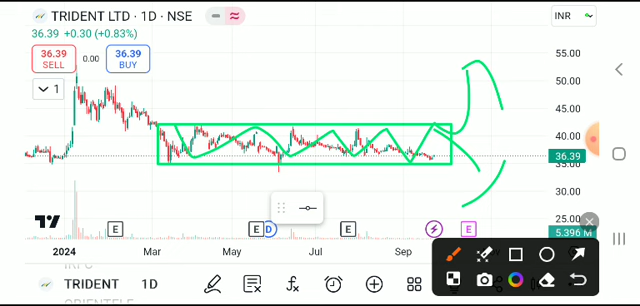 TRIDENT LTD · 1D · NSE
INR
36.39 +0.30 (+0.83%)
36.39 SELL 0.00 36.39 BUY
1
55.00
50.00
45.00
40.00
36.39
35.00
30.00
25.00
5.396 M
E E D E E
2024 Mar May Jul Sep
TRIDENT 1D